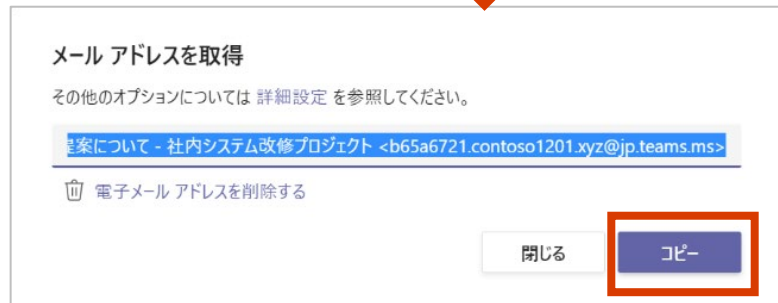 メール アドレスを取得
その他のオプションについては 詳細設定 を参照してください。
案について - 社内システム改修プロジェクト <b65a6721.contoso1201.xyz@jp.teams.ms>
電子メール アドレスを削除する
閉じる
コピー